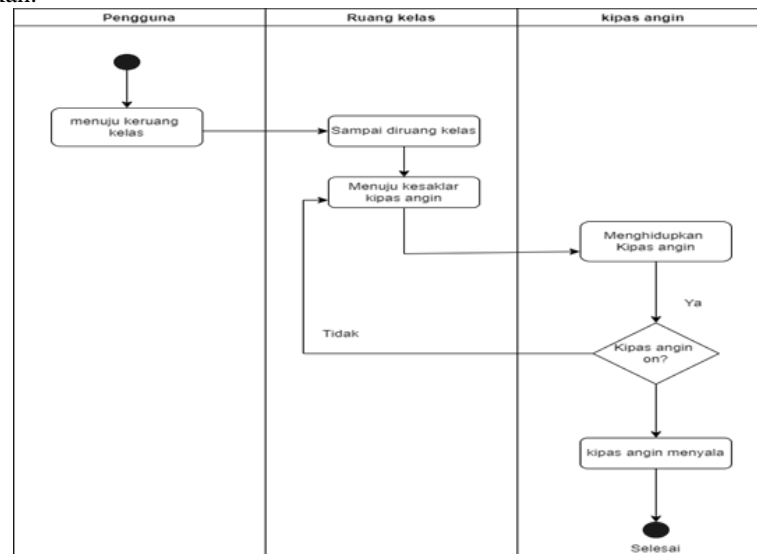 Pengguna
Ruang kelas
kipas angin
menuju keruang
kelas
Sampai diruang kelas
Menuju kesaklar
kipas angin
Menghidupkan
Kipas angin
Ya
Tidak
Kipas angin
on?
kipas angin menyala
Selesai